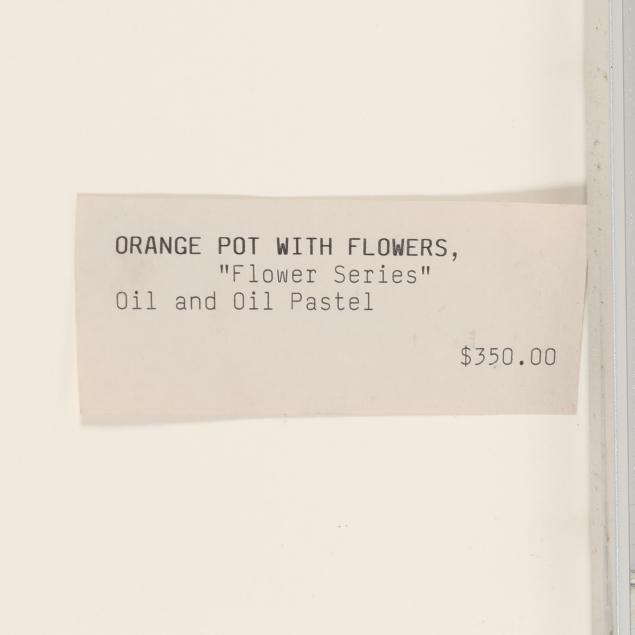 ORANGE POT WITH FLOWERS,
"Flower Series"
Oil and Oil Pastel
$350.00